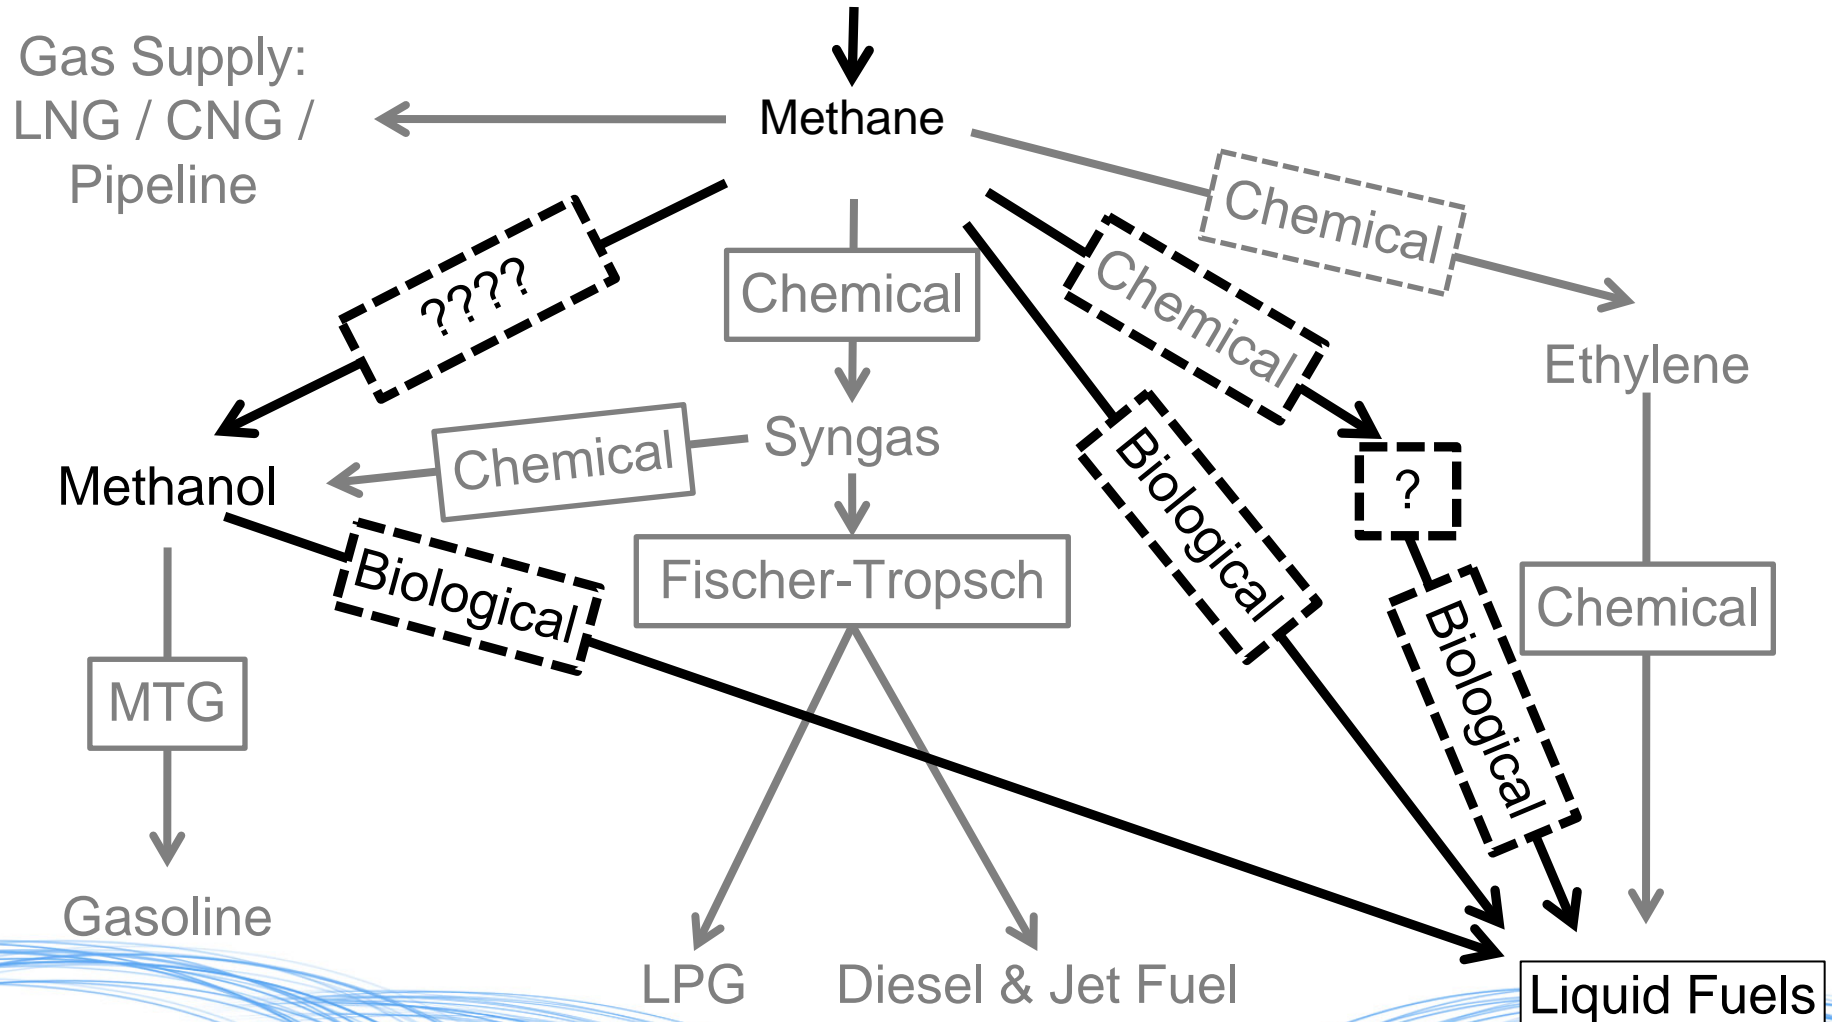 Gas Supply:
LNG / CNG /
Pipeline
Methane
Chemical
????
Chemical
Chemical
Ethylene
Syngas
Chemical
Methanol
Biological
?
Biological
Fischer-Tropsch
Biological
Chemical
MTG
Gasoline
LPG
Diesel & Jet Fuel
Liquid Fuels